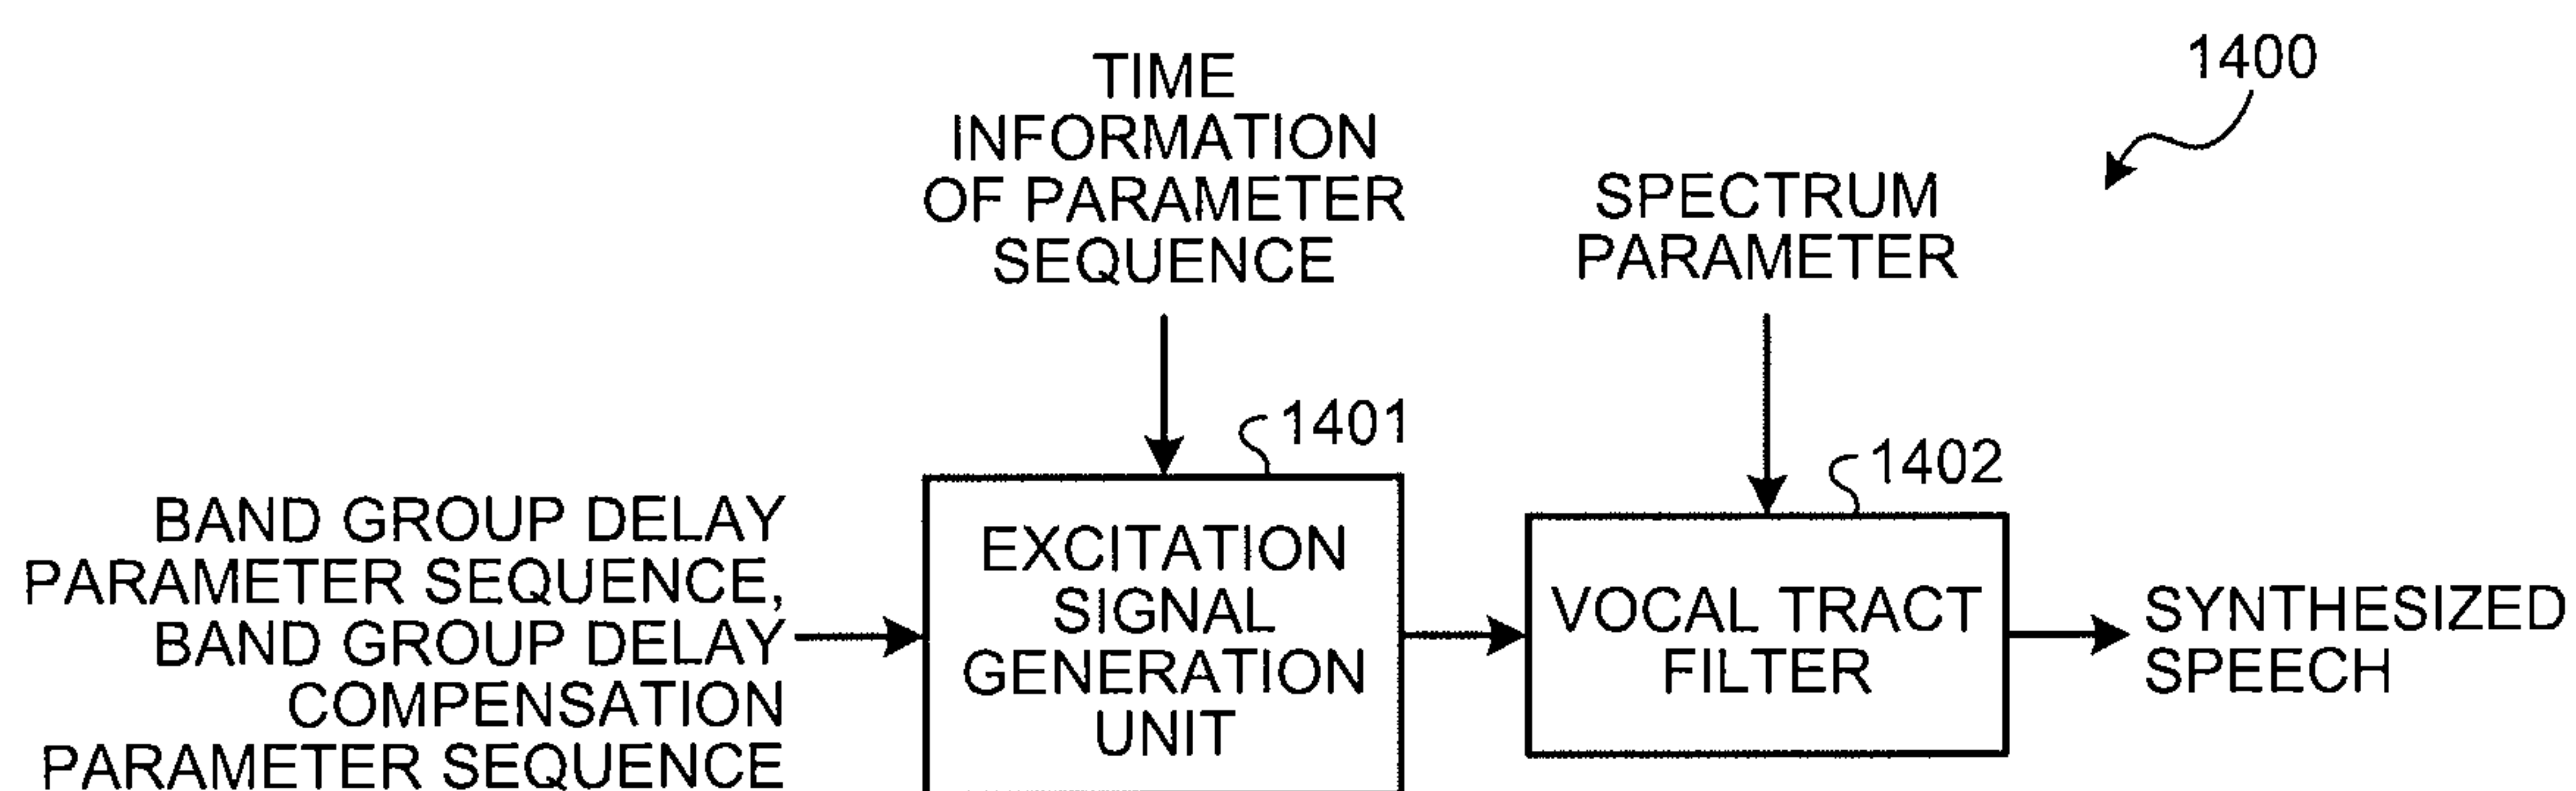 1400
TIME
INFORMATION
OF PARAMETER
SEQUENCE
SPECTRUM
PARAMETER
1401
1402
BAND GROUP DELAY
PARAMETER SEQUENCE,
BAND GROUP DELAY
COMPENSATION
PARAMETER SEQUENCE
EXCITATION
SIGNAL
GENERATION
UNIT
VOCAL TRACT
FILTER
SYNTHESIZED
SPEECH